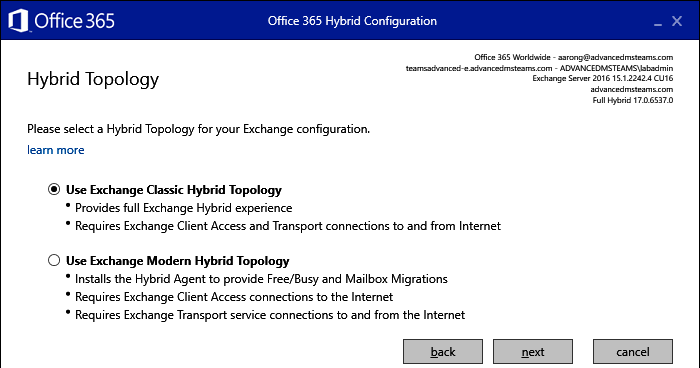 Office 365
Office 365 Hybrid Configuration
Hybrid Topology
Office 365 Worldwide - aarong@advancedmsteams.com
teamsadvanced-e.advancedmsteams.com - ADVANCEDMSTEAMS\labadmin
Exchange Server 2016 15.1.2242.4 CU16
advancedmsteams.com
Full Hybrid 17.0.6537.0
Please select a Hybrid Topology for your Exchange configuration.
learn more
Use Exchange Classic Hybrid Topology
• Provides full Exchange Hybrid experience
• Requires Exchange Client Access and Transport connections to and from Internet
Use Exchange Modern Hybrid Topology
• Installs the Hybrid Agent to provide Free/Busy and Mailbox Migrations
• Requires Exchange Client Access connections to the Internet
• Requires Exchange Transport service connections to and from the Internet
back next cancel